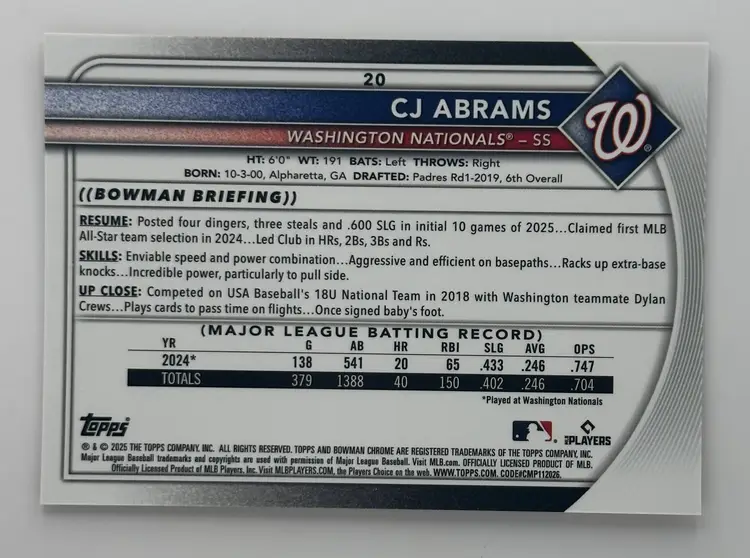 20
CJ ABRAMS
WASHINGTON NATIONALS® – SS
W®
HT: 6'0" WT: 191 BATS: Left THROWS: Right
BORN: 10-3-00, Alpharetta, GA DRAFTED: Padres Rd1-2019, 6th Overall
((BOWMAN BRIEFING))
RESUME: Posted four dingers, three steals and .600 SLG in initial 10 games of 2025...Claimed first MLB
All-Star team selection in 2024...Led Club in HRs, 2Bs, 3Bs and Rs.
SKILLS: Enviable speed and power combination...Aggressive and efficient on basepaths...Racks up extra-base
knocks...Incredible power, particularly to pull side.
UP CLOSE: Competed on USA Baseball's 18U National Team in 2018 with Washington teammate Dylan
Crews...Plays cards to pass time on flights...Once signed baby's foot.
(MAJOR LEAGUE BATTING RECORD)
YR G AB HR RBI SLG AVG OPS
2024* 138 541 20 65 .433 .246 .747
TOTALS 379 1388 40 150 .402 .246 .704
*Played at Washington Nationals
Topps®
PLAYERS
® & © 2025 THE TOPPS COMPANY, INC. ALL RIGHTS RESERVED. TOPPS AND BOWMAN CHROME ARE REGISTERED TRADEMARKS OF THE TOPPS COMPANY, INC.
Major League Baseball trademarks and copyrights are used with permission of Major League Baseball. Visit MLB.com. OFFICIALLY LICENSED PRODUCT OF MLB.
Officially Licensed Product of MLB Players, Inc. Visit MLBPLAYERS.COM, the Players Choice on the web. WWW.TOPPS.COM. CODE#CMP112026.